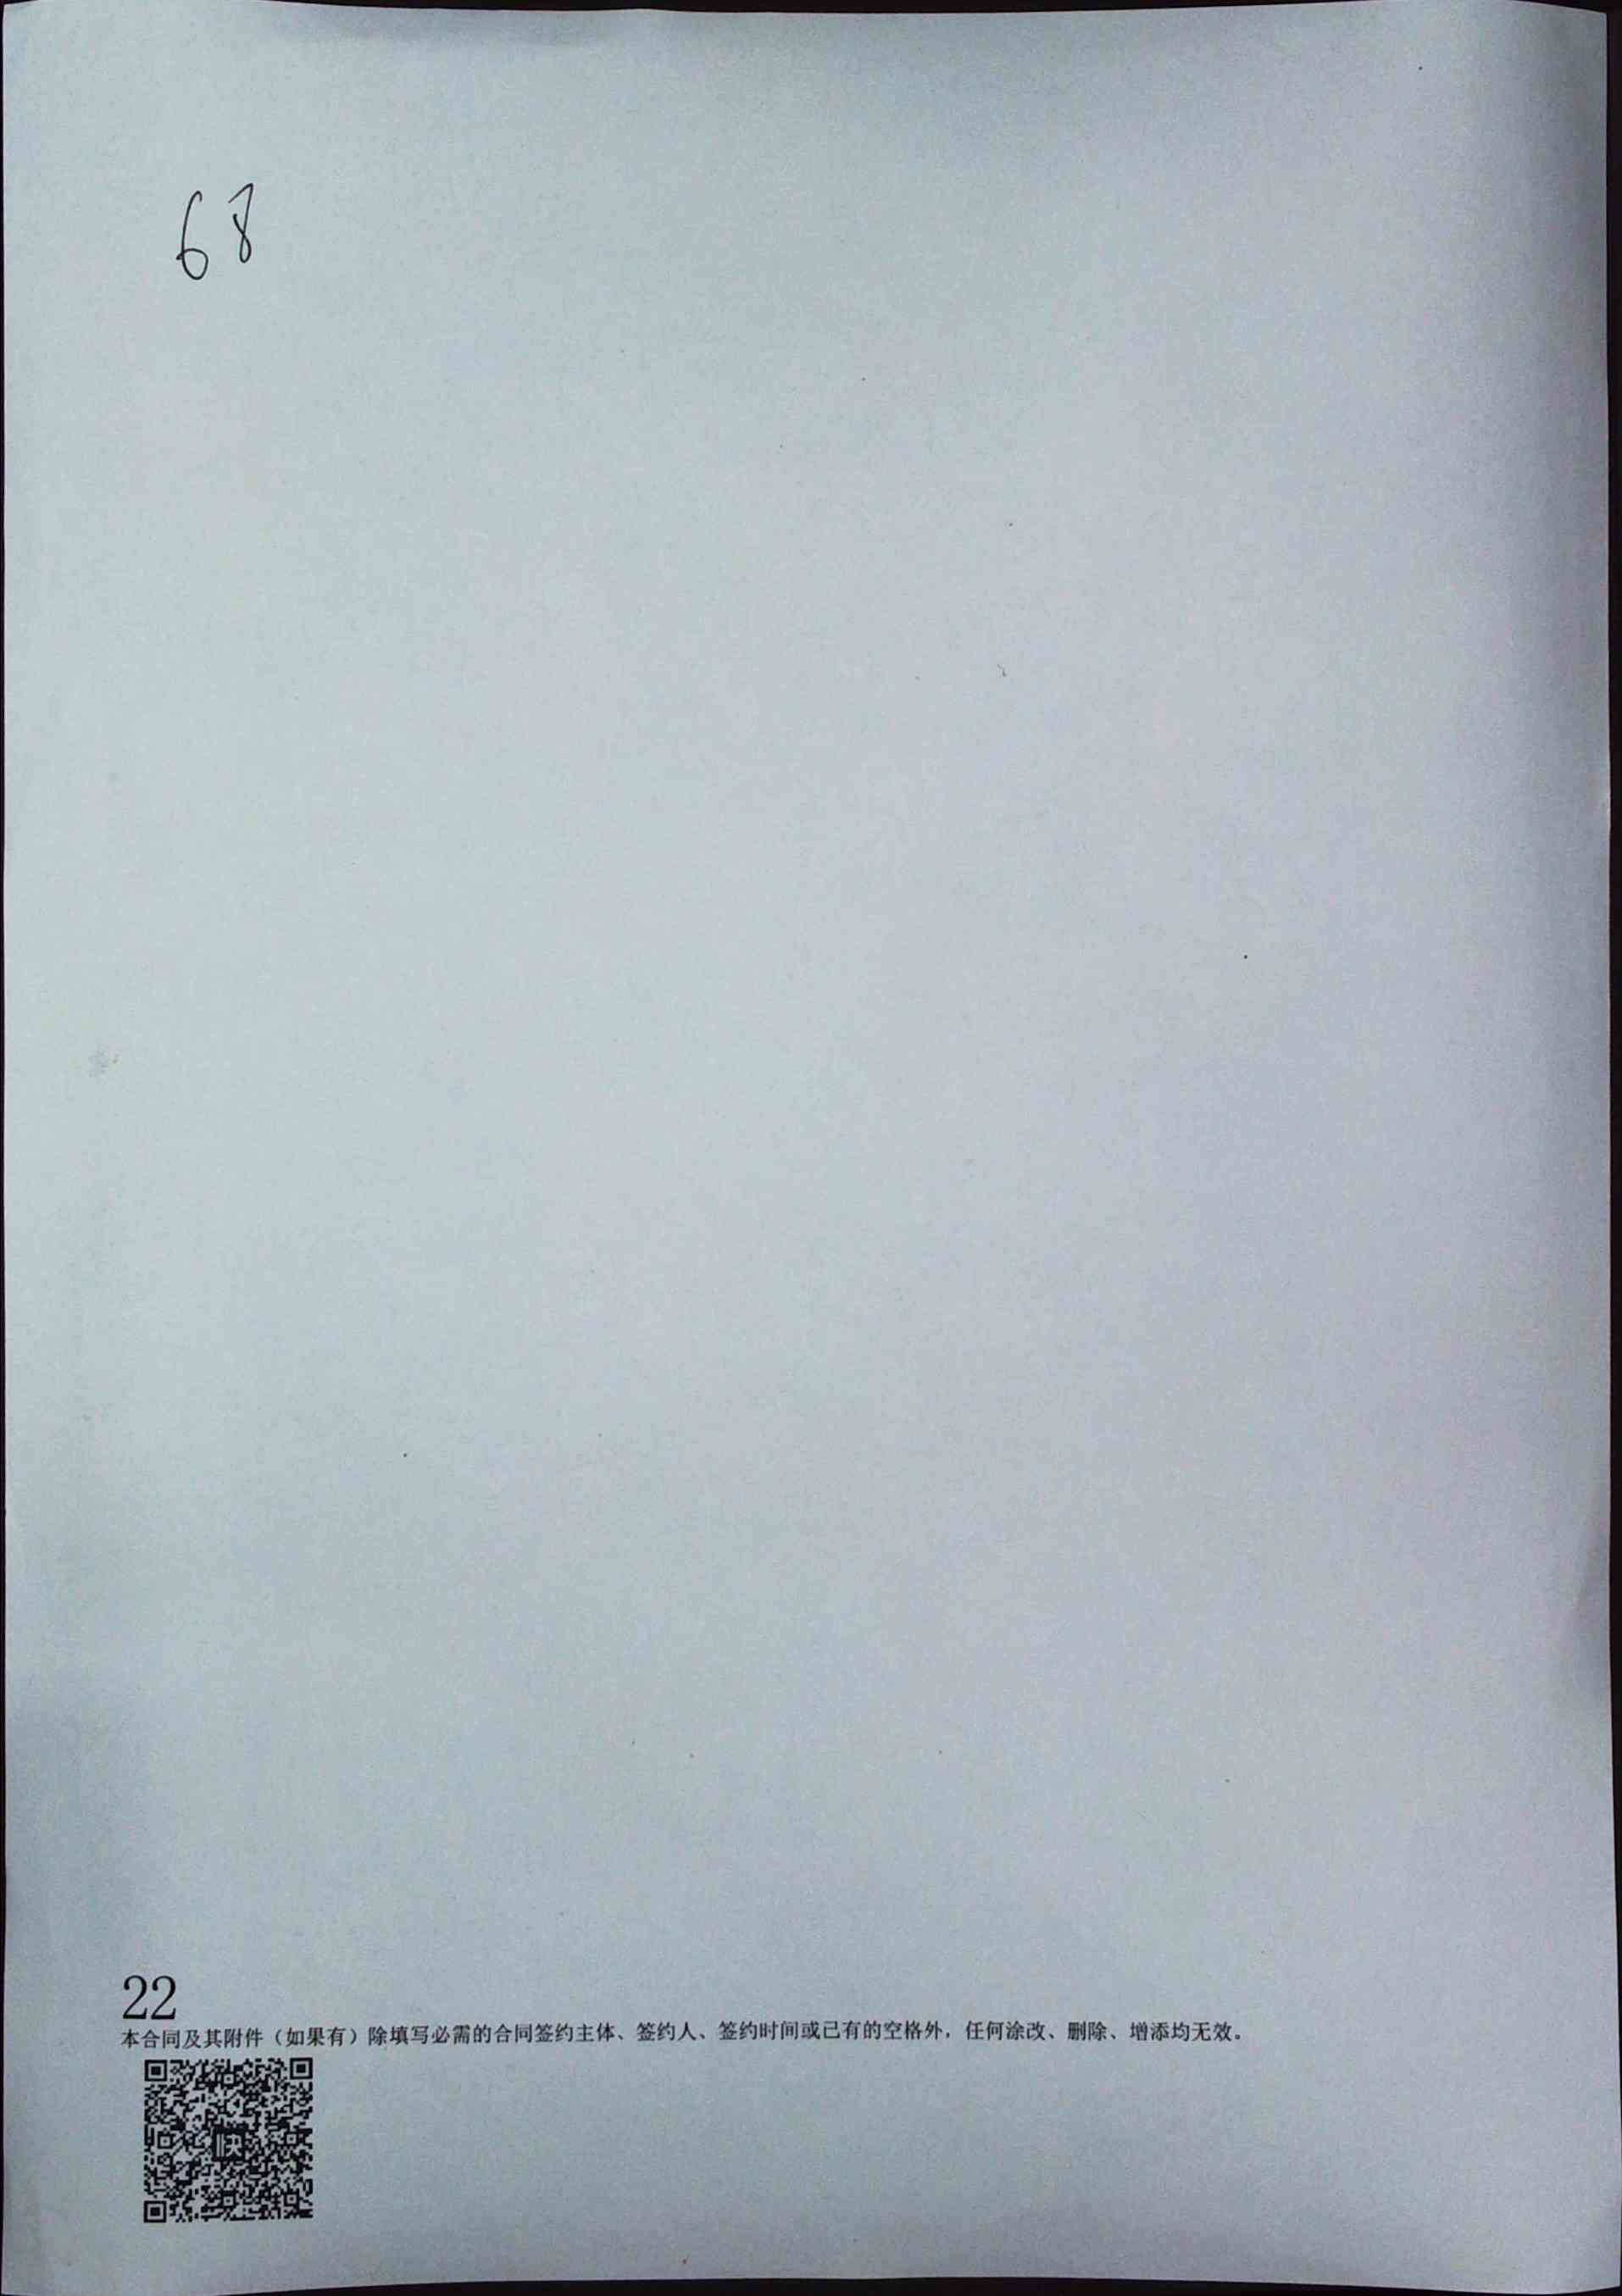 68
22
本合同及其附件（如果有）除填写必需的合同签约主体、签约人、签约时间或已有的空格外，任何涂改、删除、增添均无效。
快